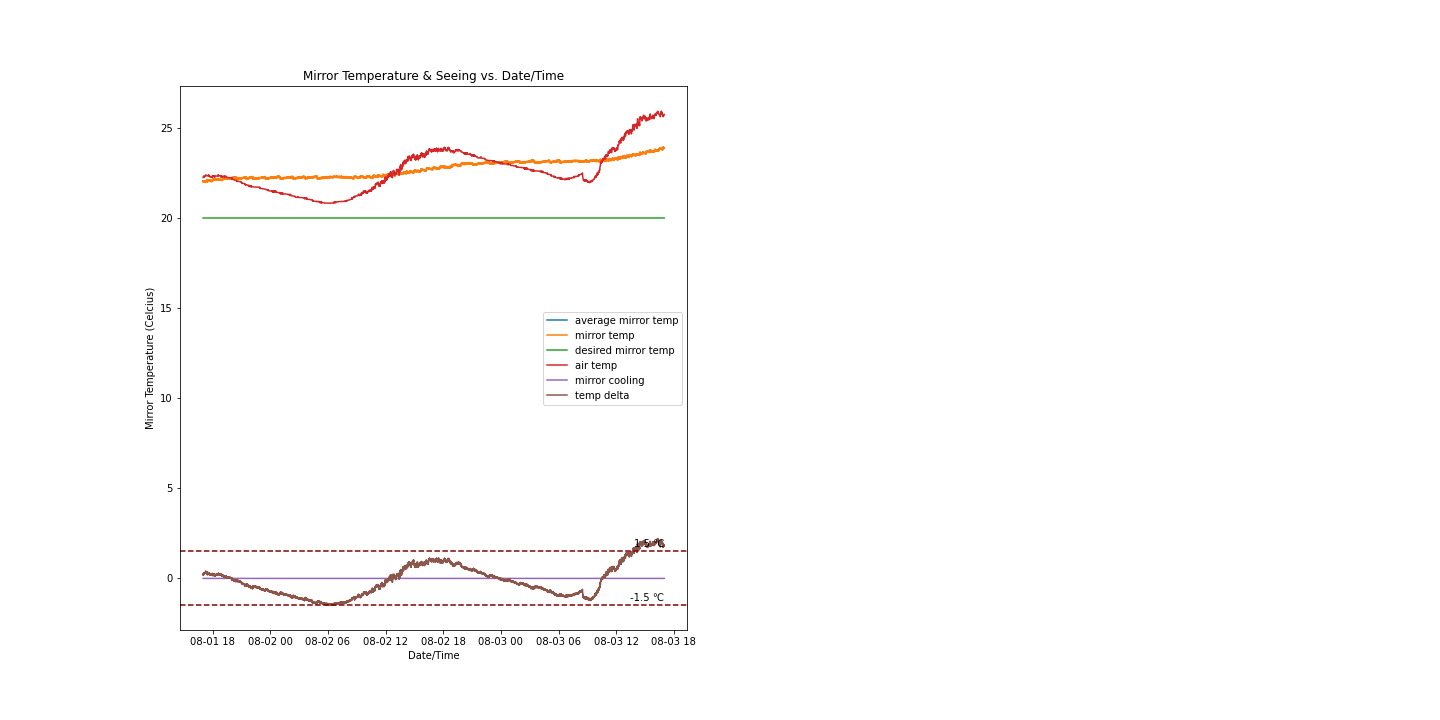 Mirror Temperature & Seeing vs. Date/Time
Mirror Temperature (Celcius)
25
20
15
10
5
0
average mirror temp
mirror temp
desired mirror temp
air temp
mirror cooling
temp delta
1.5 °C
-1.5 °C
08-01 18 08-02 00 08-02 06 08-02 12 08-02 18 08-03 00 08-03 06 08-03 12 08-03 18
Date/Time